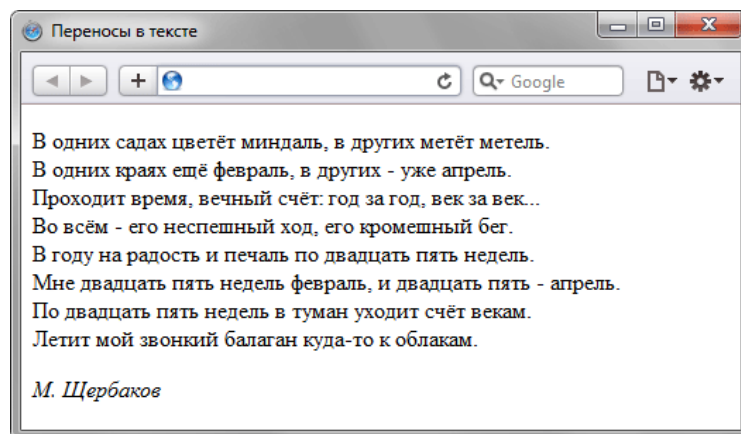 Переносы в тексте
Google
В одних садах цветёт миндаль, в других метёт метель.
В одних краях ещё февраль, в других - уже апрель.
Проходит время, вечный счёт: год за год, век за век...
Во всём - его неспешный ход, его кромешный бег.
В году на радость и печаль по двадцать пять недель.
Мне двадцать пять недель февраль, и двадцать пять - апрель.
По двадцать пять недель в туман уходит счёт векам.
Летит мой звонкий балаган куда-то к облакам.
М. Щербаков